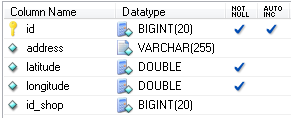 Column Name Datatype NOT NULL AUTO INC
id BIGINT(20)
address VARCHAR(255)
latitude DOUBLE
longitude DOUBLE
id_shop BIGINT(20)